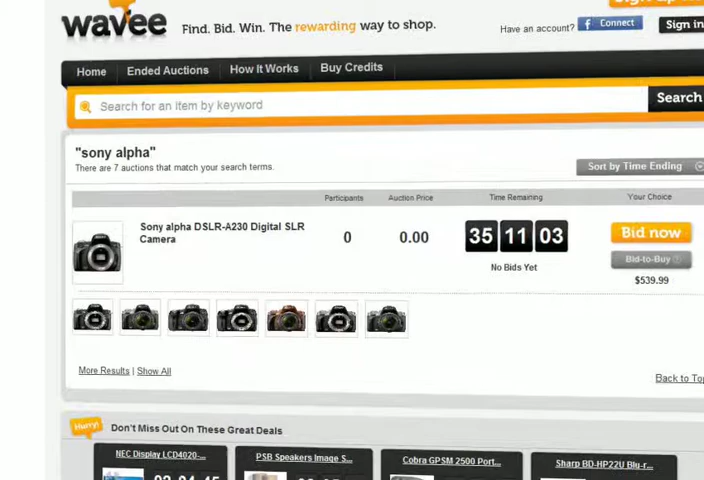 wavee Find. Bid. Win. The rewarding way to shop.
Have an account? f Connect Sign in
Home Ended Auctions How It Works Buy Credits
Search for an item by keyword Search
"sony alpha"
There are 7 auctions that match your search terms.
Sort by Time Ending
Participants Auction Price Time Remaining Your Choice
Sony alpha DSLR-A230 Digital SLR
Camera
0 0.00 35 11 03 Bid now
No Bids Yet
Bid-to-Buy
$539.99
More Results | Show All
Back to Top
Hurry! Don't Miss Out On These Great Deals
NEC Display LCD4020-... PSB Speakers Image S... Cobra GPSM 2500 Port... Sharp BD-HP22U Blu-r...